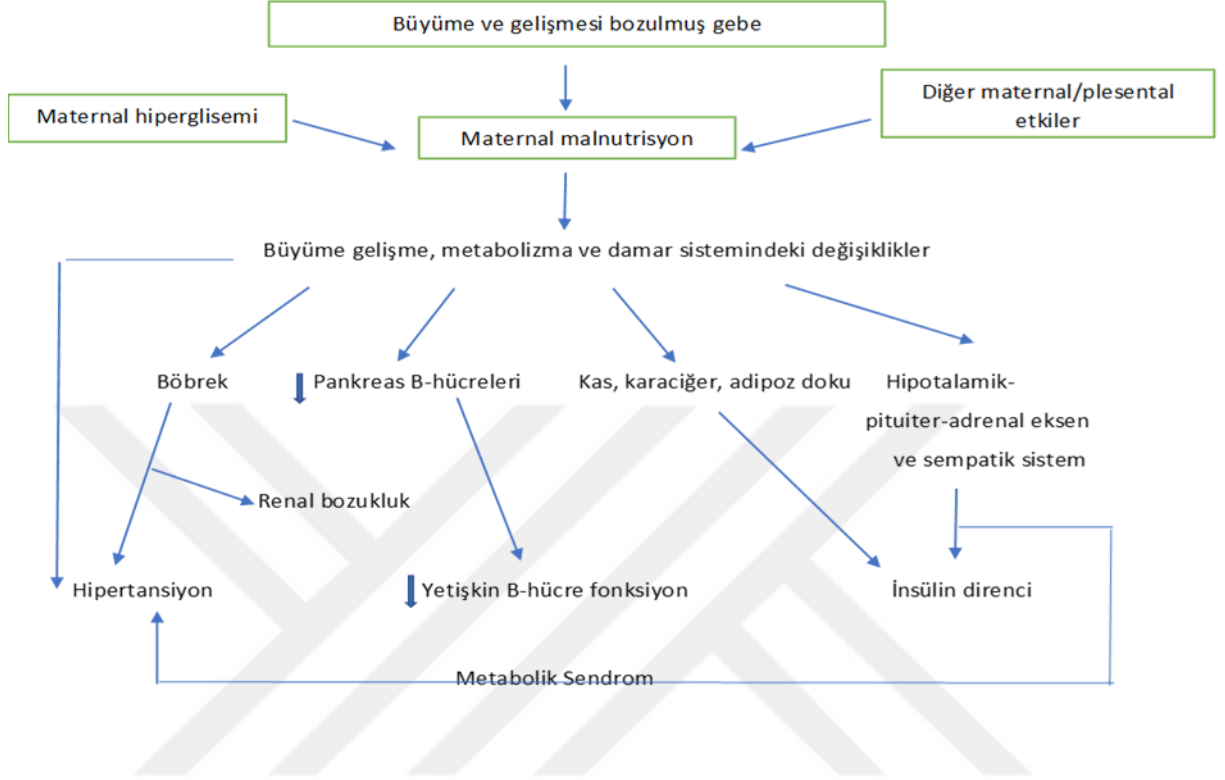 Büyüme ve gelişmesi bozulmuş gebe
Maternal hiperglisemi
Diğer maternal/plesental
etkiler
Maternal malnutrisyon
Büyüme gelişme, metabolizma ve damar sistemindeki değişiklikler
Böbrek
Pankreas B-hücreleri
Kas, karaciğer, adipoz doku
Hipotalamik-
pituiter-adrenal eksen
ve sempatik sistem
Renal bozukluk
Hipertansiyon
Yetişkin B-hücre fonksiyon
İnsülin direnci
Metabolik Sendrom